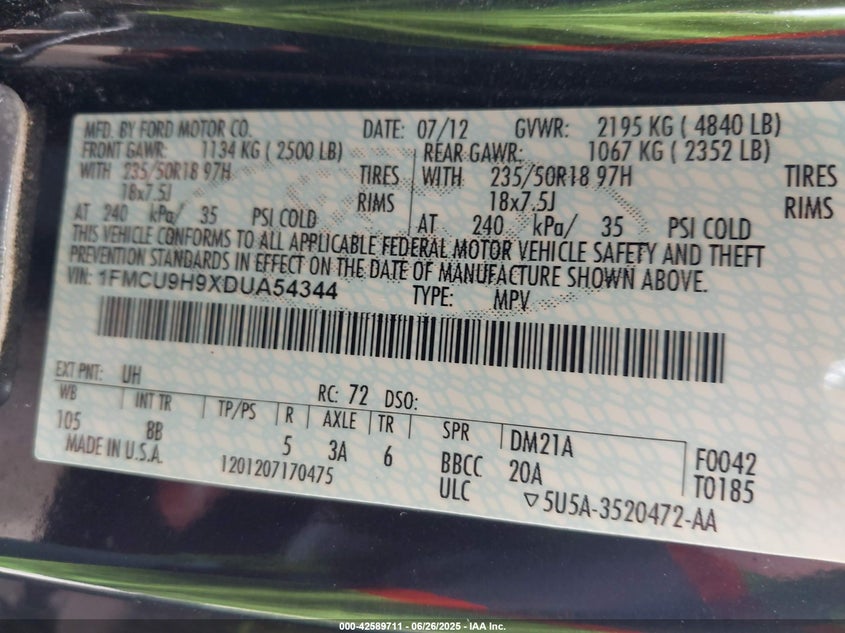 MFD. BY FORD MOTOR CO. DATE: 07/12 GVWR: 2195 KG ( 4840 LB)
FRONT GAWR: 1134 KG ( 2500 LB) REAR GAWR: 1067 KG ( 2352 LB)
WITH 235/50R18 97H TIRES WITH 235/50R18 97H TIRES
18x7.5J RIMS 18x7.5J RIMS
AT 240 kPa/ 35 PSI COLD AT 240 kPa/ 35 PSI COLD
THIS VEHICLE CONFORMS TO ALL APPLICABLE FEDERAL MOTOR VEHICLE SAFETY AND THEFT
PREVENTION STANDARDS IN EFFECT ON THE DATE OF MANUFACTURE SHOWN ABOVE.
VIN: 1FMCU9H9XDUA54344 TYPE: MPV
EXT PNT: UH RC: 72 DSO:
WB INT TR TP/PS R AXLE TR SPR DM21A F0042
105 8B 5 3A 6 BBCC 20A T0185
MADE IN U.S.A. 1201207170475 ULC ▽5U5A-3520472-AA
000-42589711 - 06/26/2025 - IAA Inc.